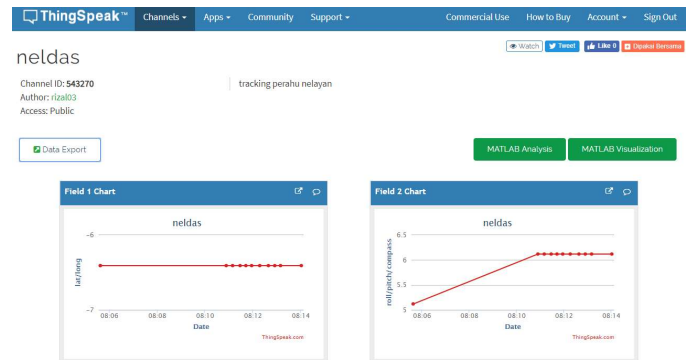 ThingSpeak™ Channels Apps Community Support Commercial Use How to Buy Account Sign Out
Watch Tweet Like 0 Dipakai Bersama
neldas
Channel ID: 543270 tracking perahu nelayan
Author: rizal03
Access: Public
Data Export MATLAB Analysis MATLAB Visualization
Field 1 Chart
neldas
-6
-7
lat/long
08:06 08:08 08:10 08:12 08:14
Date
ThingSpeak.com
Field 2 Chart
neldas
6.5
6
5.5
5
roll/pitch/compass
08:06 08:08 08:10 08:12 08:14
Date
ThingSpeak.com